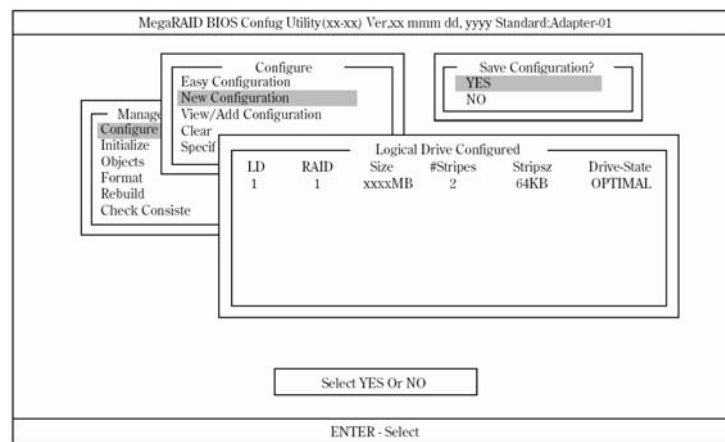 MegaRAID BIOS Confug Utility(xx-xx) Ver,xx mmm dd, yyyy Standard:Adapter-01
Configure
Easy Configuration
New Configuration
View/Add Configuration
Clear
Specif
Save Configuration?
YES
NO
Manage
Configure
Initialize
Objects
Format
Rebuild
Check Consiste
Logical Drive Configured
LD RAID Size #Stripes Stripsz Drive-State
1 1 xxxxMB 2 64KB OPTIMAL
Select YES Or NO
ENTER - Select